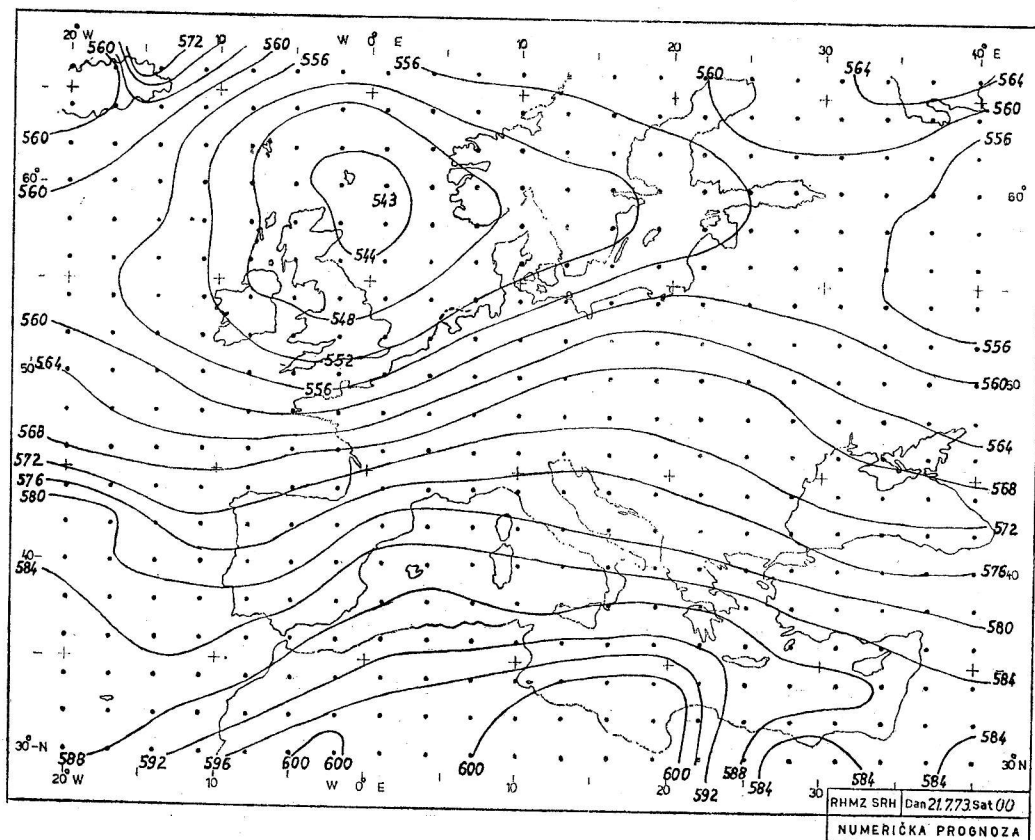 20° W 10 W 0° E 10 20 30 40° E
560 572 560 556 556 560 564 564
560
560 556
60° 60°
560 543
544
560 548
564 552 556
50° 556 560 50
564
568 568
572
576 572
580
40 576 40
584
580
584
30° N 30° N
588 592 596 600 600 600 600 592 588 584 584 584 584
20° W 10 W 0° E 10 20 30
RHMZ SRH Dan 21.7.73. Sat 00
NUMERIČKA PROGNOZA